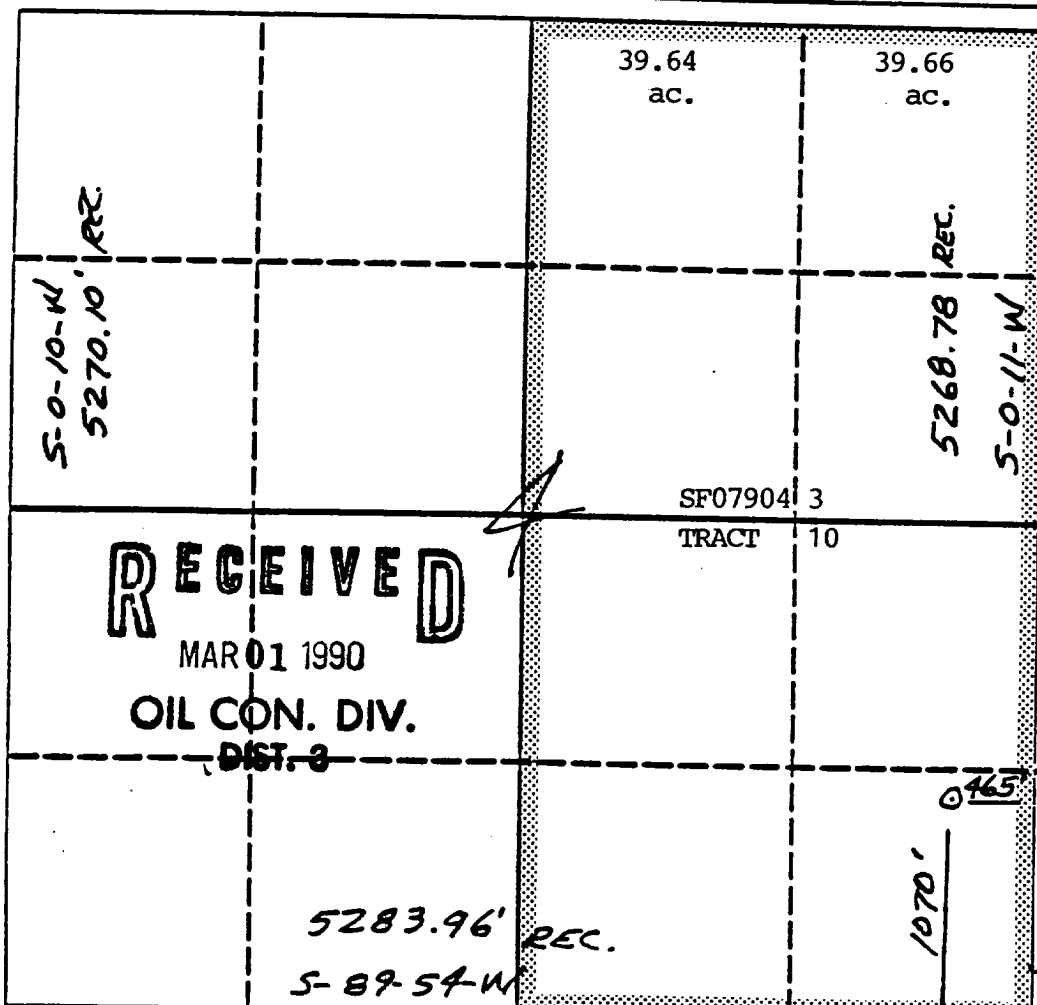 39.64 39.66
ac. ac.
S-0-10-W
5270.10' REC.
5268.78 REC.
S-0-11-W
SF07904 3
TRACT 10
RECEIVED
MAR 01 1990
OIL CON. DIV.
DIST. 3
465'
1070'
5283.96' REC.
S-89-54-W